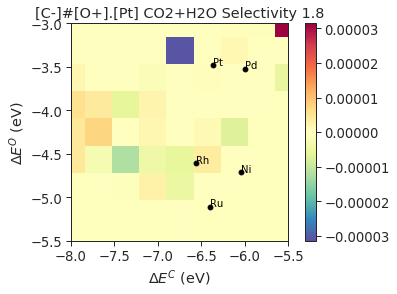 [C-]#[O+].[Pt] CO2+H2O Selectivity 1.8
−3.0
−3.5
−4.0
−4.5
−5.0
−5.5
ΔE^O (eV)
Pt
Pd
Rh
Ni
Ru
−8.0 −7.5 −7.0 −6.5 −6.0 −5.5
ΔE^C (eV)
0.00003
0.00002
0.00001
0.00000
−0.00001
−0.00002
−0.00003